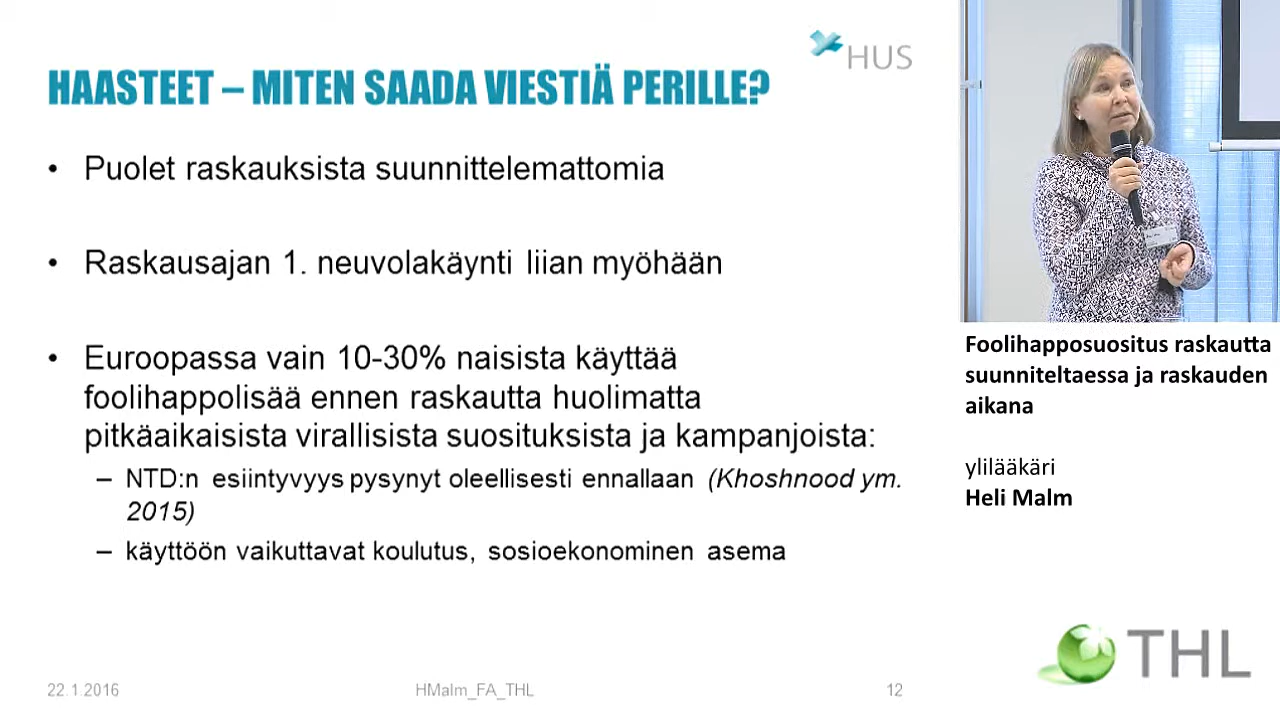 HUS
HAASTEET – MITEN SAADA VIESTIÄ PERILLE?
• Puolet raskauksista suunnittelemattomia
• Raskausajan 1. neuvolakäynti liian myöhään
• Euroopassa vain 10-30% naisista käyttää
foolihappolisää ennen raskautta huolimatta
pitkäaikaisista virallisista suosituksista ja kampanjoista:
– NTD:n esiintyvyys pysynyt oleellisesti ennallaan (Khoshnood ym.
2015)
– käyttöön vaikuttavat koulutus, sosioekonominen asema
22.1.2016
HMalm_FA_THL
12
Foolihapposuositus raskautta
suunniteltaessa ja raskauden
aikana
ylilääkäri
Heli Malm
THL